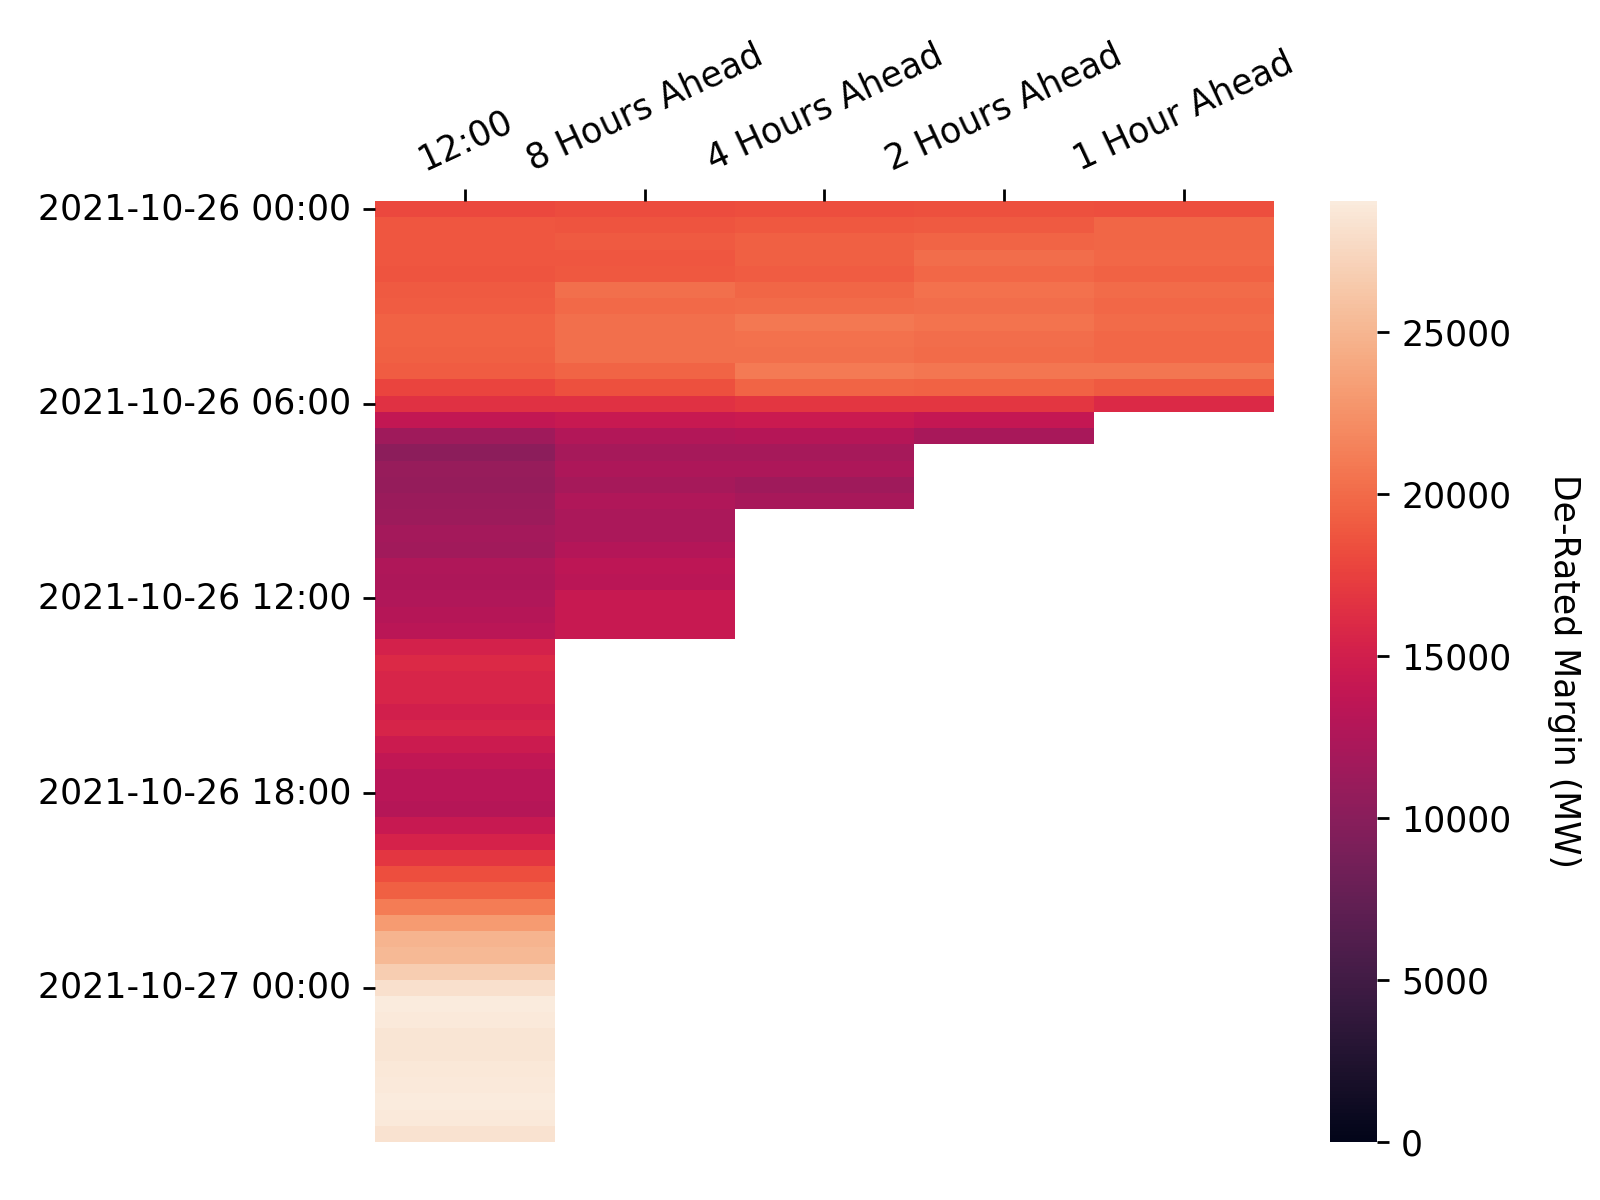 12:00
8 Hours Ahead
4 Hours Ahead
2 Hours Ahead
1 Hour Ahead
2021-10-26 00:00
2021-10-26 06:00
2021-10-26 12:00
2021-10-26 18:00
2021-10-27 00:00
25000
20000
15000
10000
5000
0
De-Rated Margin (MW)